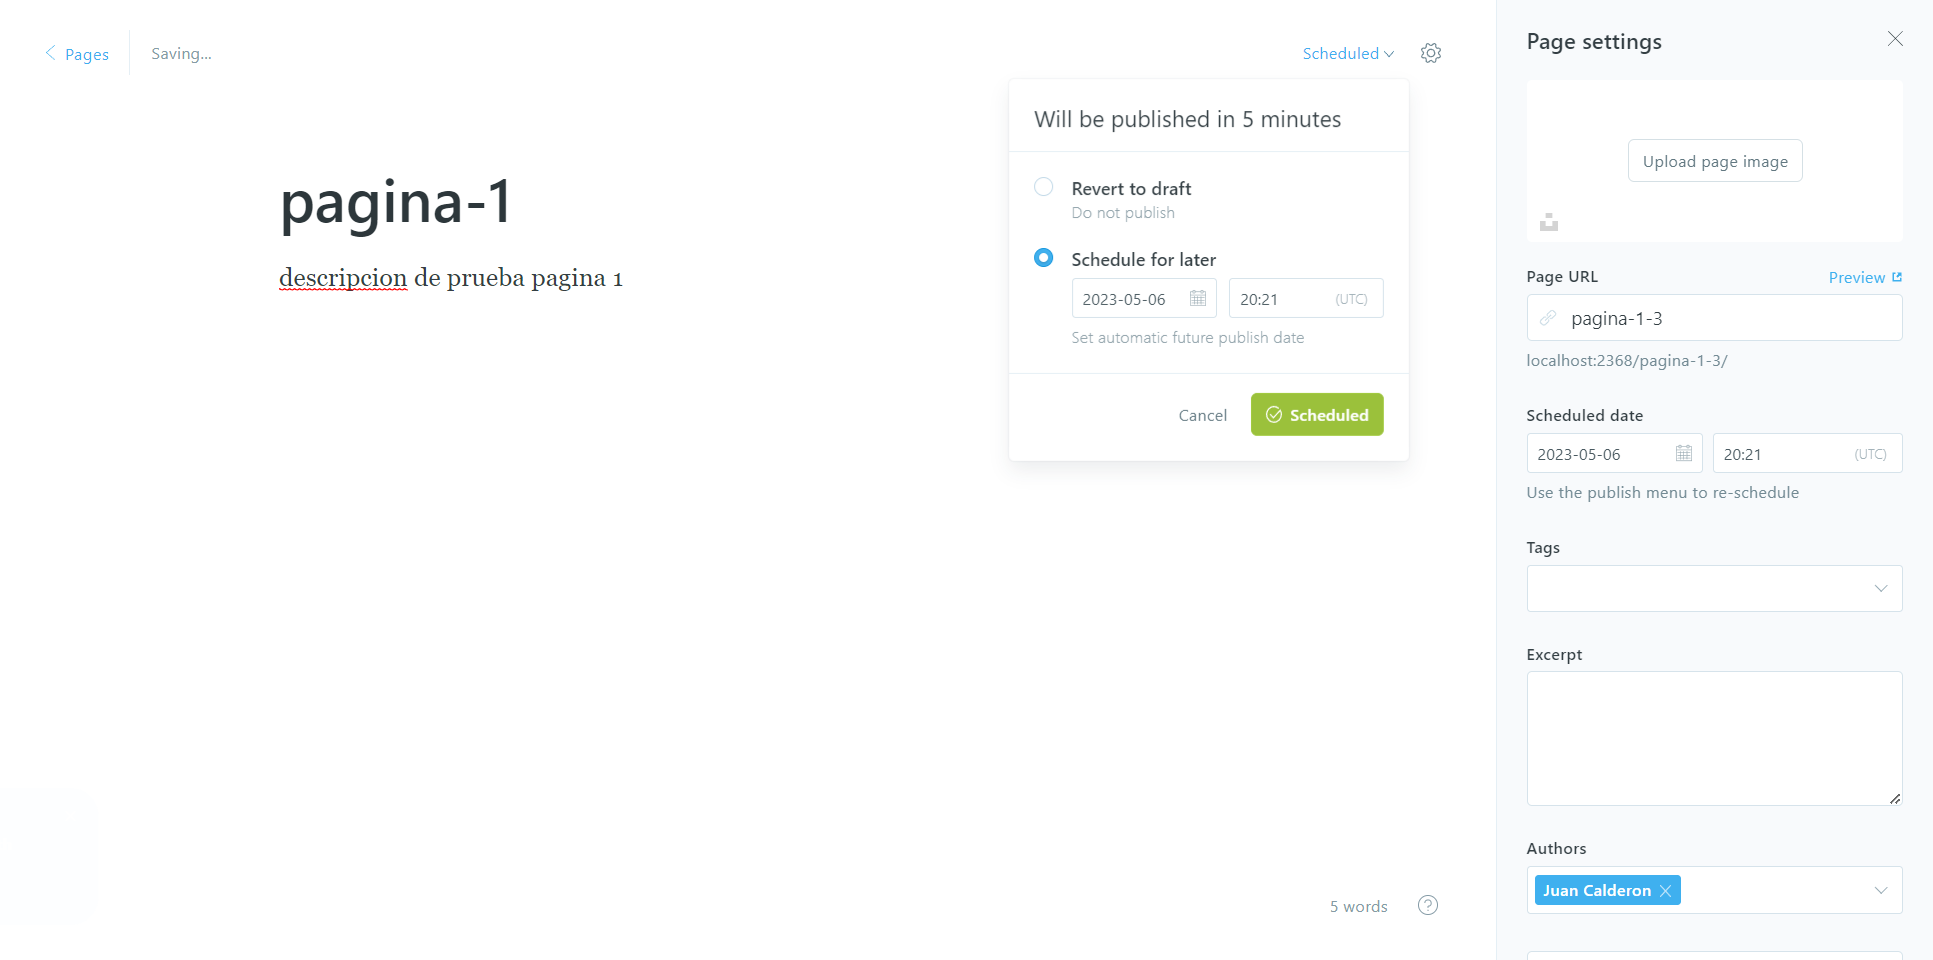 Pages
Saving...
Scheduled
pagina-1
descripcion de prueba pagina 1
Will be published in 5 minutes
Revert to draft
Do not publish
Schedule for later
2023-05-06
20:21 (UTC)
Set automatic future publish date
Cancel
Scheduled
5 words
?
Page settings
Upload page image
Page URL
Preview
pagina-1-3
localhost:2368/pagina-1-3/
Scheduled date
2023-05-06
20:21 (UTC)
Use the publish menu to re-schedule
Tags
Excerpt
Authors
Juan Calderon